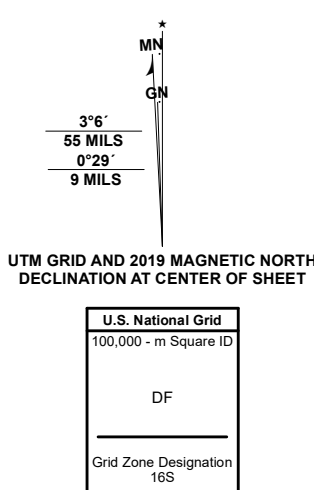 MN
GN
3°6´
55 MILS
0°29´
9 MILS
UTM GRID AND 2019 MAGNETIC NORTH
DECLINATION AT CENTER OF SHEET
U.S. National Grid
100,000 - m Square ID
DF
Grid Zone Designation
16S